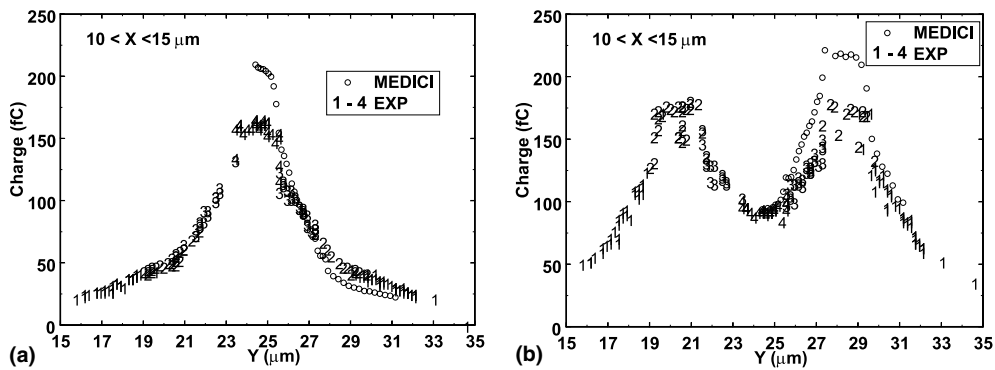 (a)
250
200
150
100
50
0
Charge (fC)
10 < X <15 μm
MEDICI
1 - 4 EXP
15 17 19 21 23 25 27 29 31 33 35
Y (μm)
(b)
250
200
150
100
50
0
Charge (fC)
10 < X <15 μm
MEDICI
1 - 4 EXP
15 17 19 21 23 25 27 29 31 33 35
Y (μm)